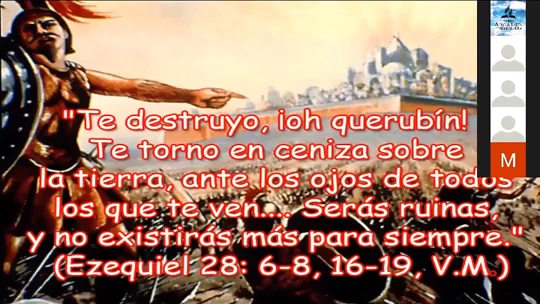 "Te destruyo, ¡oh querubín!
Te torno en ceniza sobre
la tierra, ante los ojos de todos
los que te ven.... Serás ruinas,
y no existirás más para siempre."
(Ezequiel 28: 6-8, 16-19, V.M.)
M